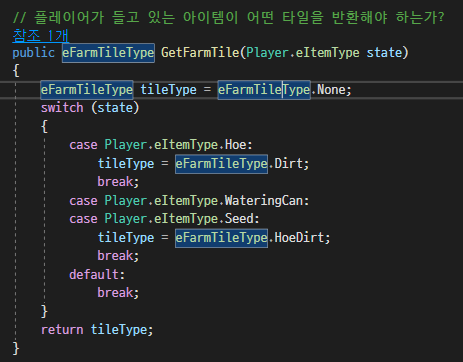 // 플레이어가 들고 있는 아이템이 어떤 타일을 반환해야 하는가?
참조 1개
public eFarmTileType GetFarmTile(Player.eItemType state)
{
    eFarmTileType tileType = eFarmTileType.None;
    switch (state)
    {
        case Player.eItemType.Hoe:
            tileType = eFarmTileType.Dirt;
            break;
        case Player.eItemType.WateringCan:
        case Player.eItemType.Seed:
            tileType = eFarmTileType.HoeDirt;
            break;
        default:
            break;
    }
    return tileType;
}